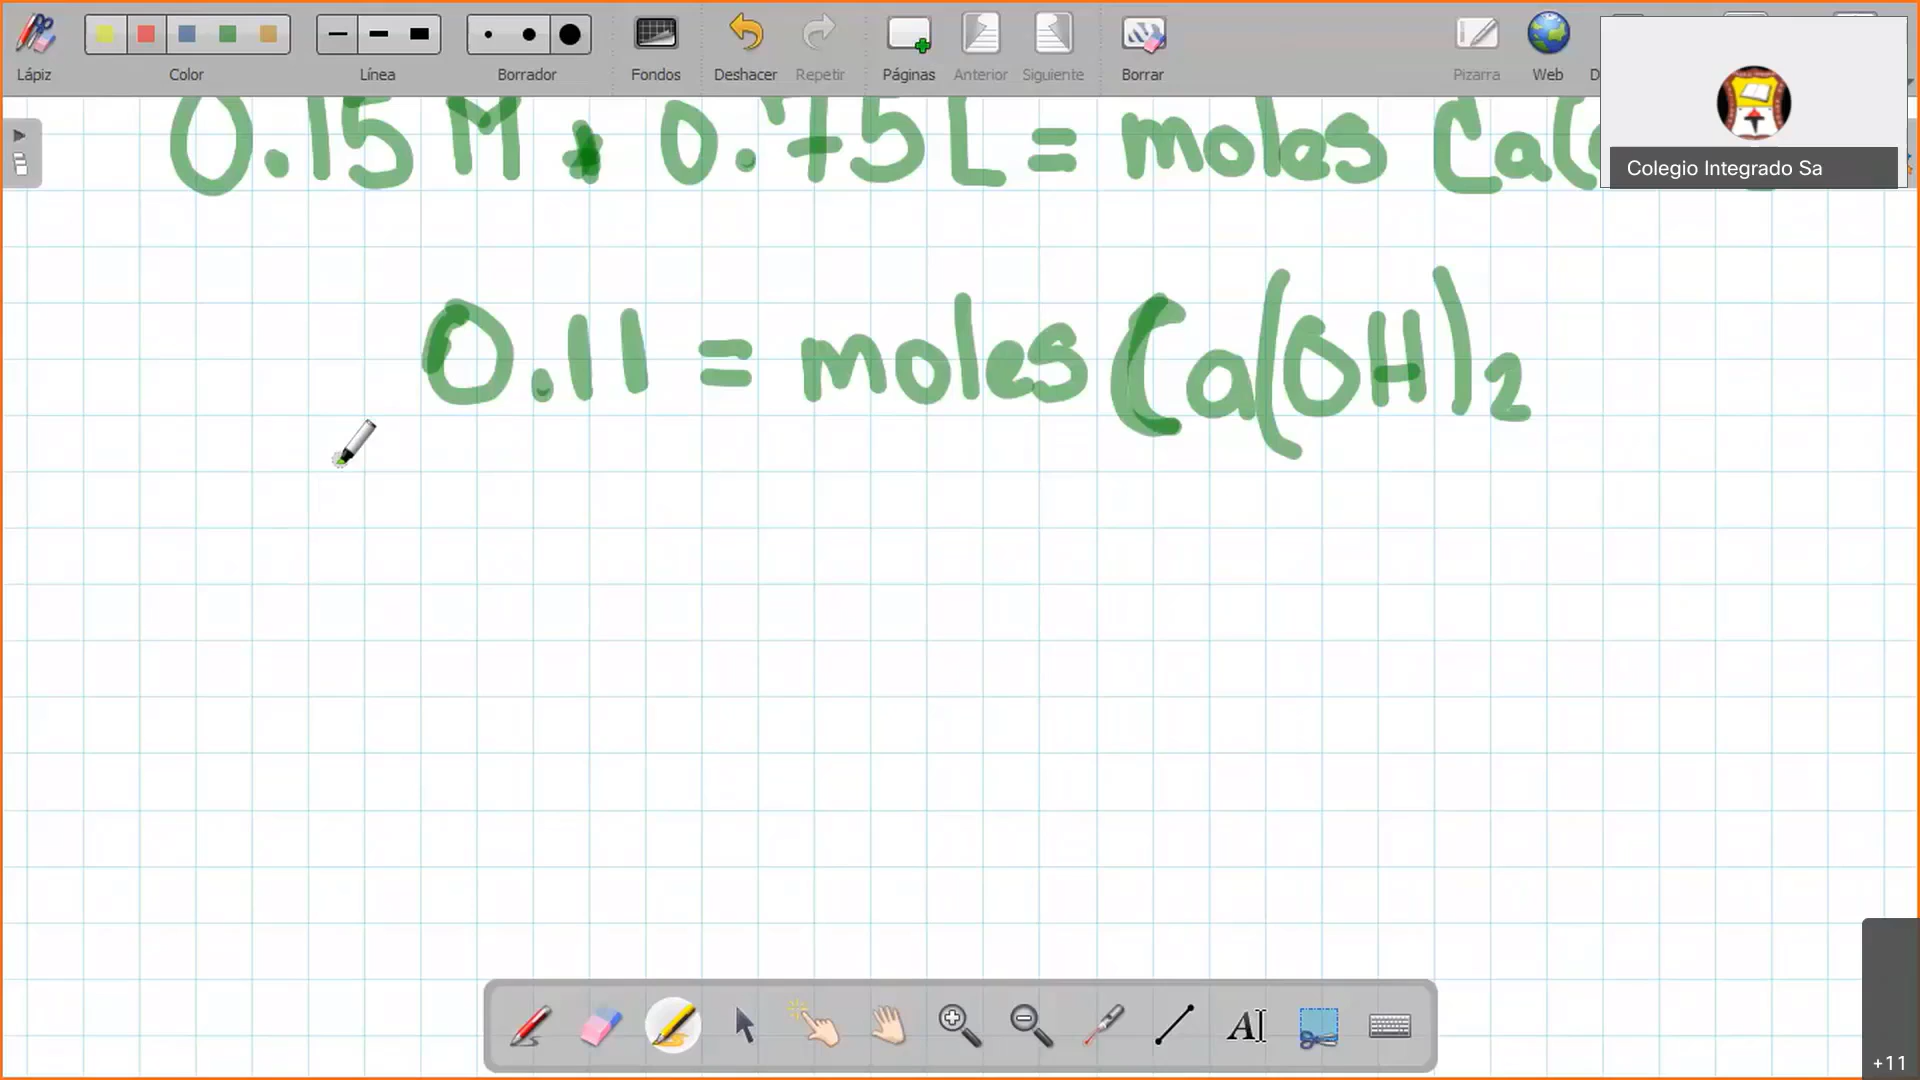 Lápiz Color Línea Borrador Fondos Deshacer Repetir Páginas Anterior Siguiente Borrar Pizarra Web D
Colegio Integrado Sa
0.15 M * 0.75 L = moles Ca(
0.11 = moles Ca(OH)2
AI
+11